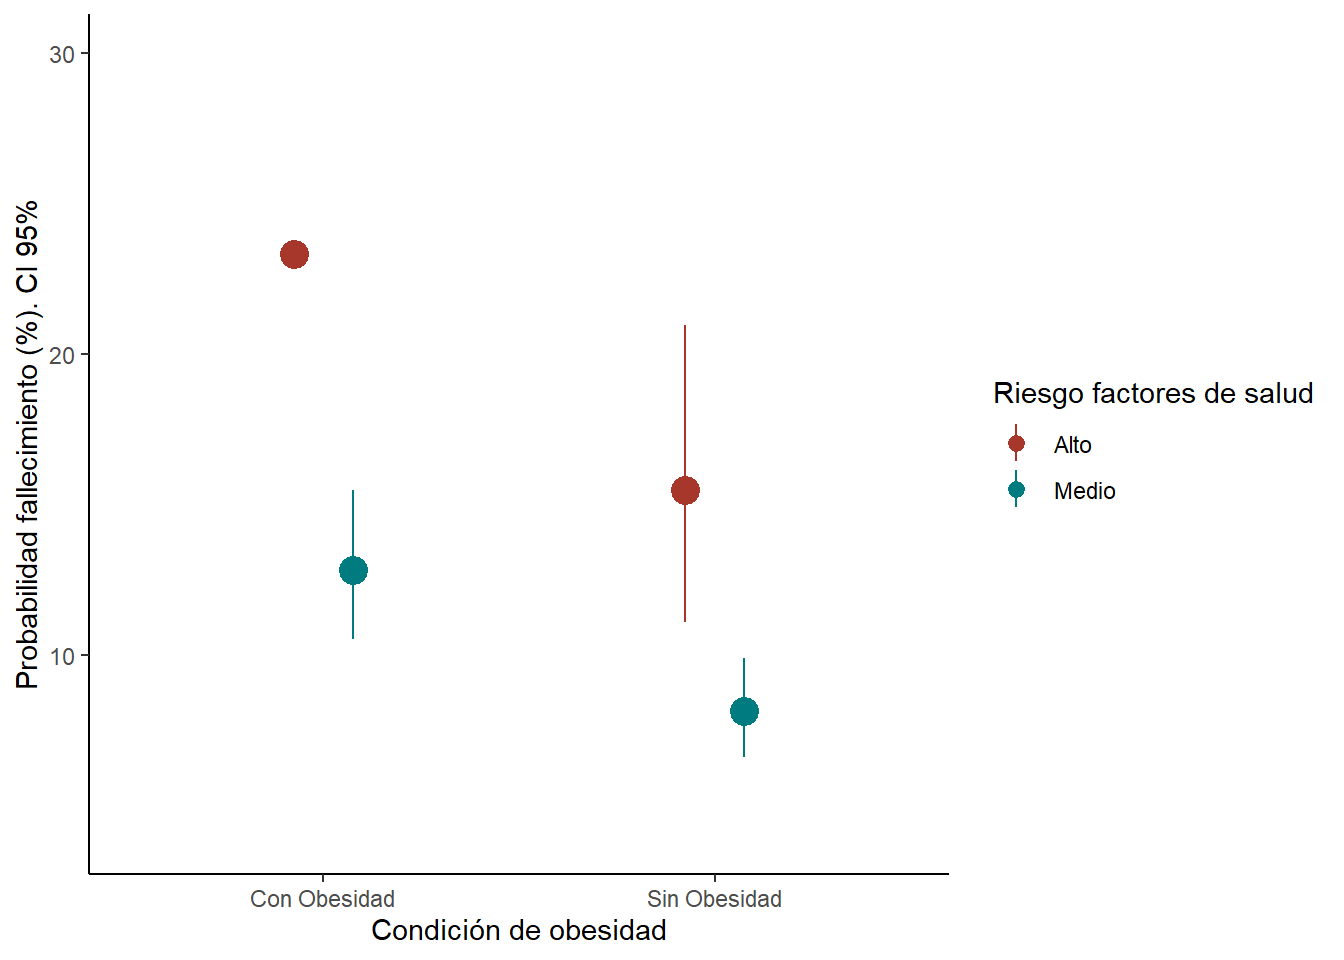 Probabilidad fallecimiento (%). CI 95%
30
20
10
Con Obesidad
Sin Obesidad
Condición de obesidad
Riesgo factores de salud
Alto
Medio